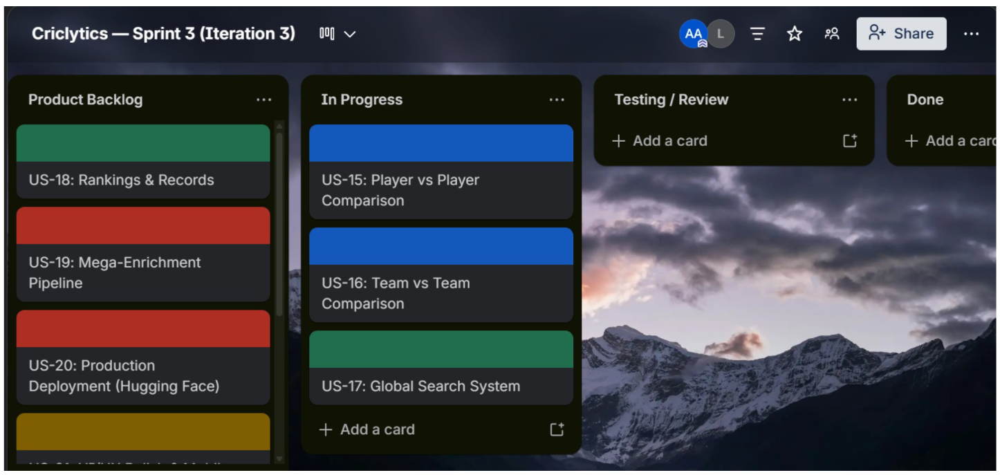 Criclytics — Sprint 3 (Iteration 3)
AA
L
Share
Product Backlog
US-18: Rankings & Records
US-19: Mega-Enrichment
Pipeline
US-20: Production
Deployment (Hugging Face)
In Progress
US-15: Player vs Player
Comparison
US-16: Team vs Team
Comparison
US-17: Global Search System
+ Add a card
Testing / Review
+ Add a card
Done
+ Add a card